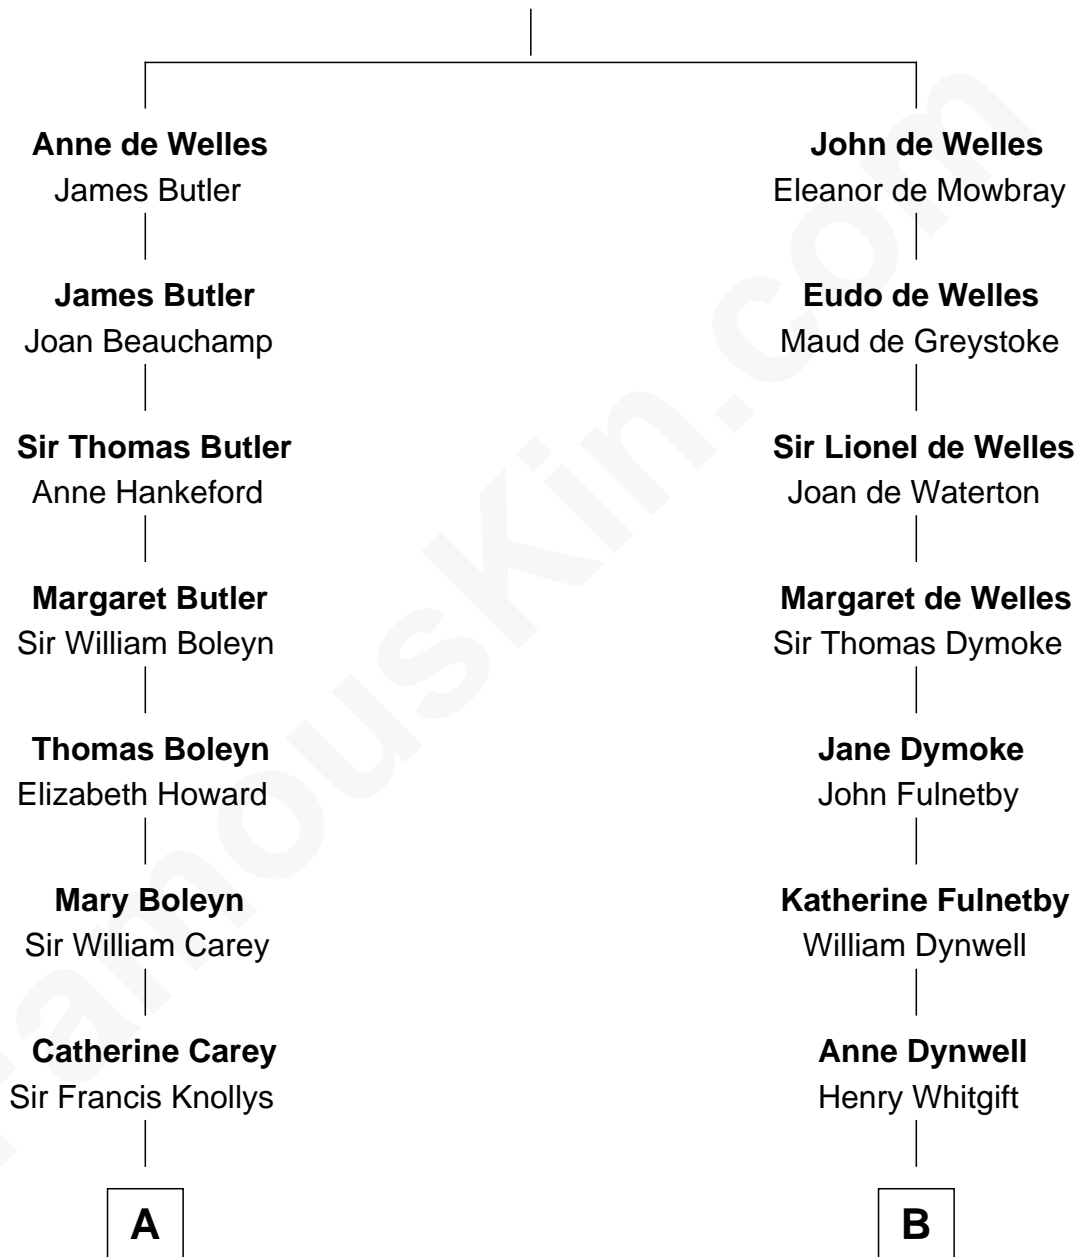 Anne de Welles
James Butler
James Butler
Joan Beauchamp
Sir Thomas Butler
Anne Hankeford
Margaret Butler
Sir William Boleyn
Thomas Boleyn
Elizabeth Howard
Mary Boleyn
Sir William Carey
Catherine Carey
Sir Francis Knollys
A
John de Welles
Eleanor de Mowbray
Eudo de Welles
Maud de Greystoke
Sir Lionel de Welles
Joan de Waterton
Margaret de Welles
Sir Thomas Dymoke
Jane Dymoke
John Fulnetby
Katherine Fulnetby
William Dynwell
Anne Dynwell
Henry Whitgift
B
famouskin.com